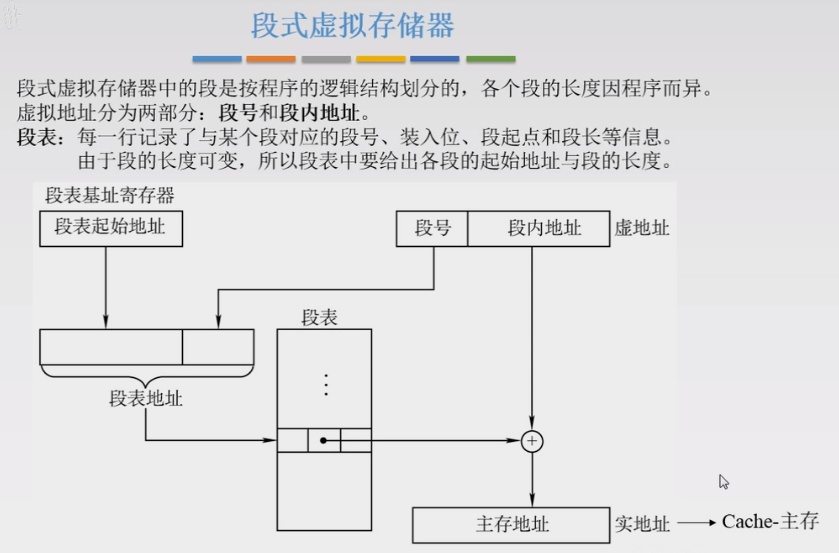 段式虚拟存储器
段式虚拟存储器中的段是按程序的逻辑结构划分的，各个段的长度因程序而异。
虚拟地址分为两部分：段号和段内地址。
段表：每一行记录了与某个段对应的段号、装入位、段起点和段长等信息。
由于段的长度可变，所以段表中要给出各段的起始地址与段的长度。
段表基址寄存器
段表起始地址
段号
段内地址
虚地址
段表
⋮
段表地址
+
主存地址
实地址
Cache-主存